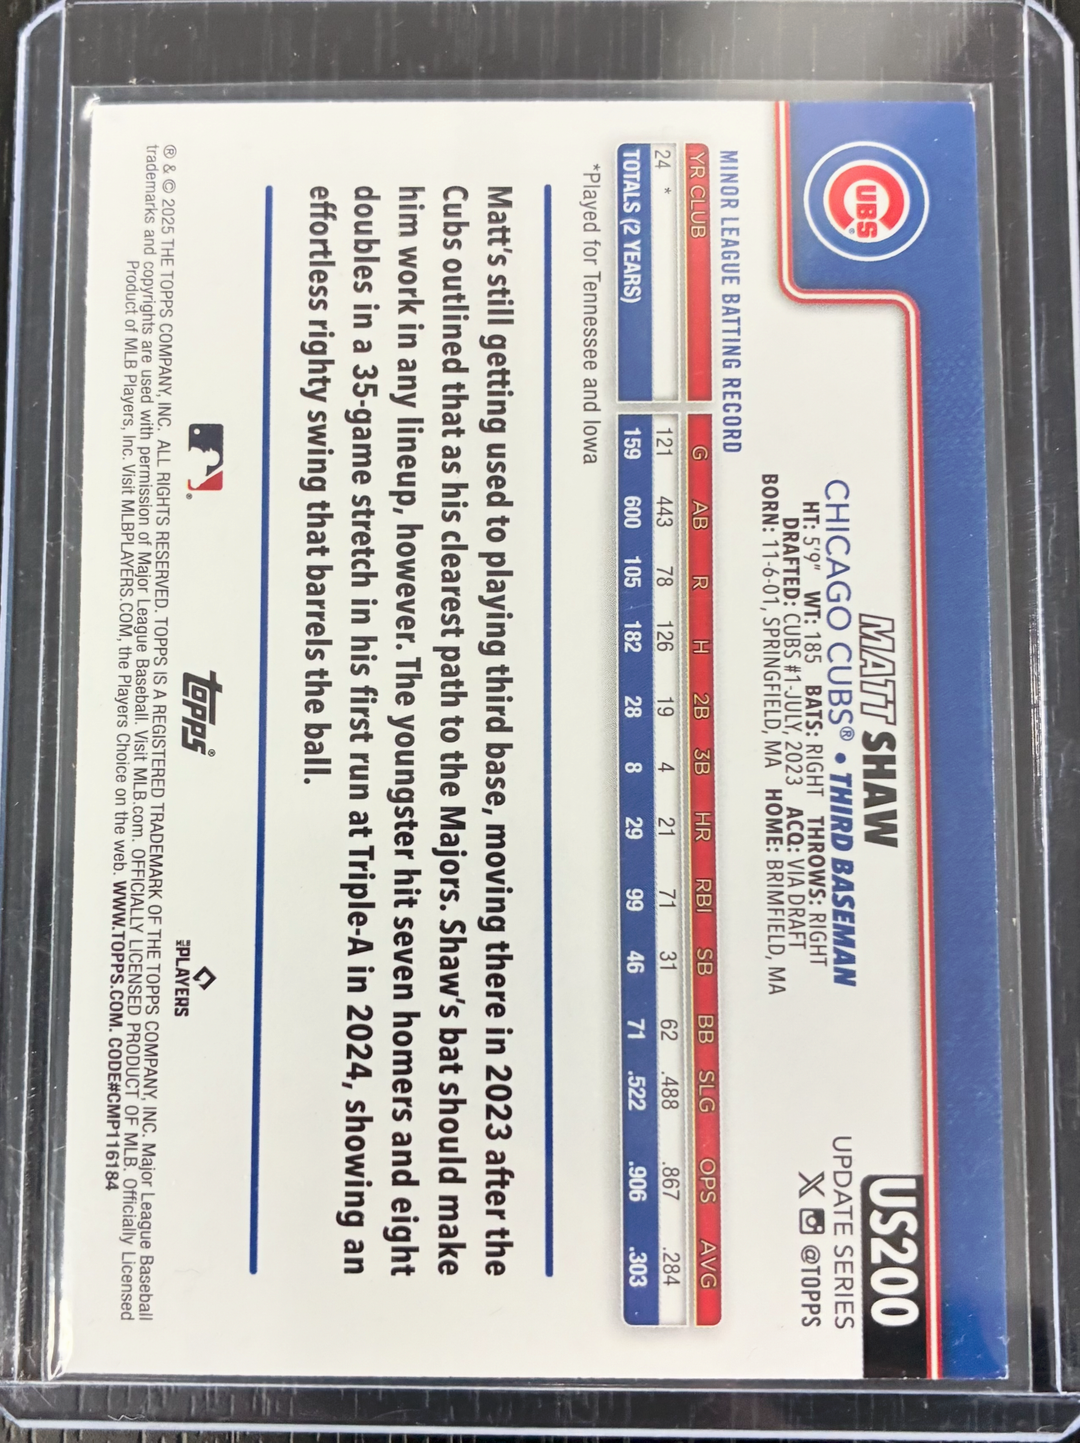 CUBS
MATT SHAW
US200
CHICAGO CUBS® • THIRD BASEMAN
UPDATE SERIES
HT: 5'9" WT: 185 BATS: RIGHT THROWS: RIGHT
X @TOPPS
DRAFTED: CUBS #1-JULY, 2023 ACQ: VIA DRAFT
BORN: 11-6-01, SPRINGFIELD, MA HOME: BRIMFIELD, MA
MINOR LEAGUE BATTING RECORD
YR CLUB G AB R H 2B 3B HR RBI SB BB SLG OPS AVG
24 * 121 443 78 126 19 4 21 71 31 62 .488 .867 .284
TOTALS (2 YEARS) 159 600 105 182 28 8 29 99 46 71 .522 .906 .303
*Played for Tennessee and Iowa
Matt's still getting used to playing third base, moving there in 2023 after the
Cubs outlined that as his clearest path to the Majors. Shaw's bat should make
him work in any lineup, however. The youngster hit seven homers and eight
doubles in a 35-game stretch in his first run at Triple-A in 2024, showing an
effortless righty swing that barrels the ball.
topps®
MLB PLAYERS
® & © 2025 THE TOPPS COMPANY, INC. ALL RIGHTS RESERVED. TOPPS IS A REGISTERED TRADEMARK OF THE TOPPS COMPANY, INC. Major League Baseball
trademarks and copyrights are used with permission of Major League Baseball. Visit MLB.com. OFFICIALLY LICENSED PRODUCT OF MLB. Officially Licensed
Product of MLB Players, Inc. Visit MLBPLAYERS.COM, the Players Choice on the web. WWW.TOPPS.COM. CODE#CMP116184